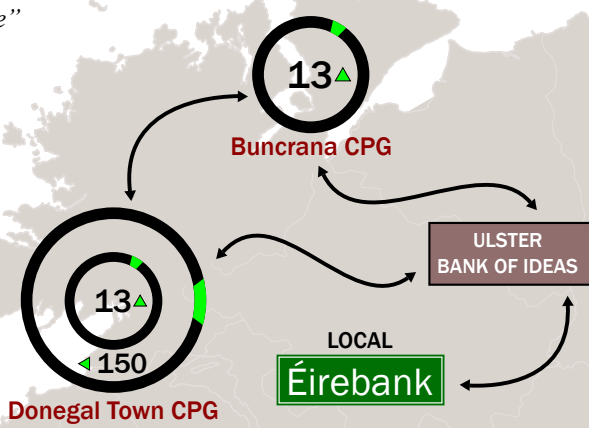 e”
13
Buncrana CPG
ULSTER
BANK OF IDEAS
13
150
Donegal Town CPG
LOCAL
Éirebank